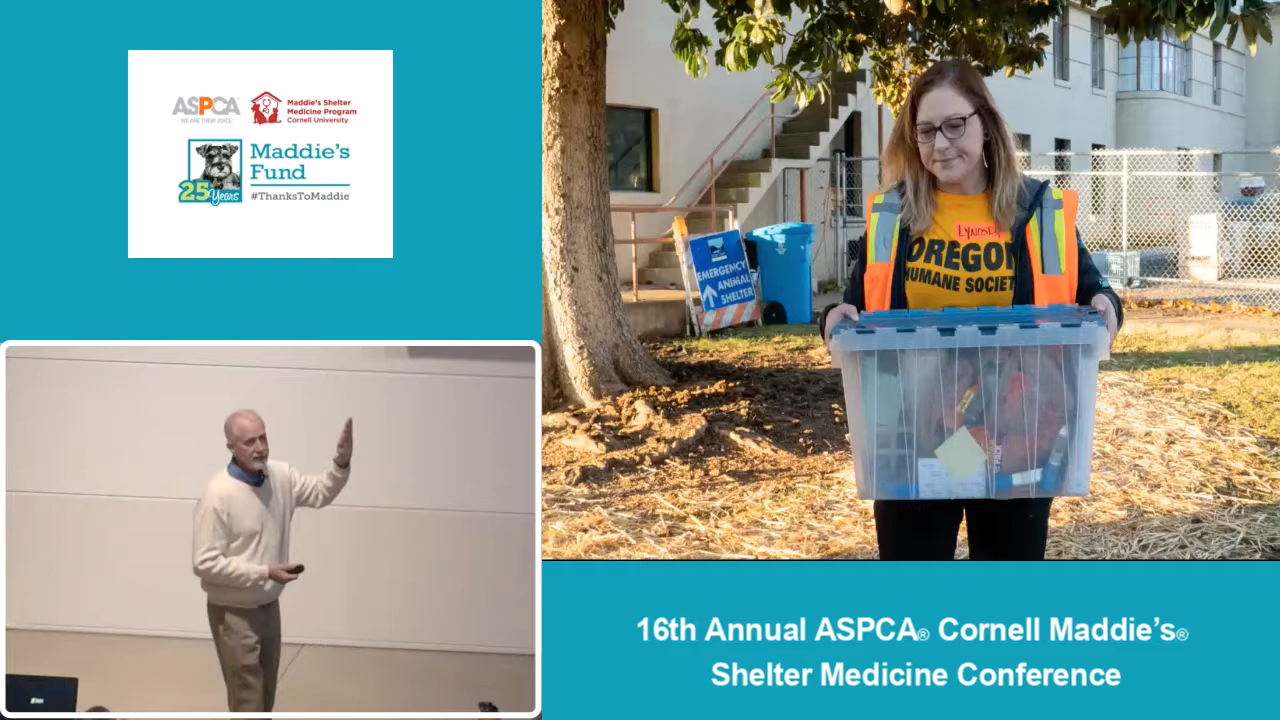 ASPCA
WE ARE THEIR VOICE
Maddie's Shelter
Medicine Program
Cornell University
Maddie's
Fund
25 Years
#ThanksToMaddie
LYNDSEY
OREGON
HUMANE SOCIETY
EMERGENCY
ANIMAL
SHELTER
16th Annual ASPCA® Cornell Maddie's®
Shelter Medicine Conference